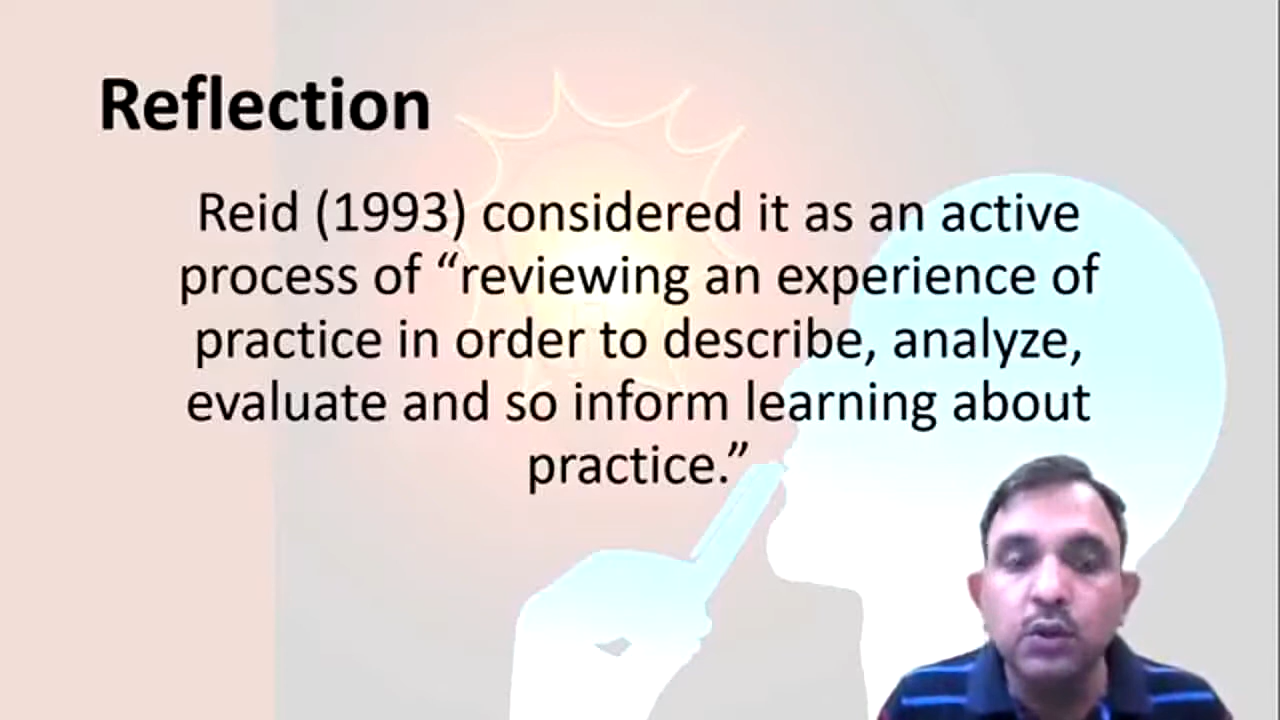 Reflection
Reid (1993) considered it as an active
process of “reviewing an experience of
practice in order to describe, analyze,
evaluate and so inform learning about
practice.”